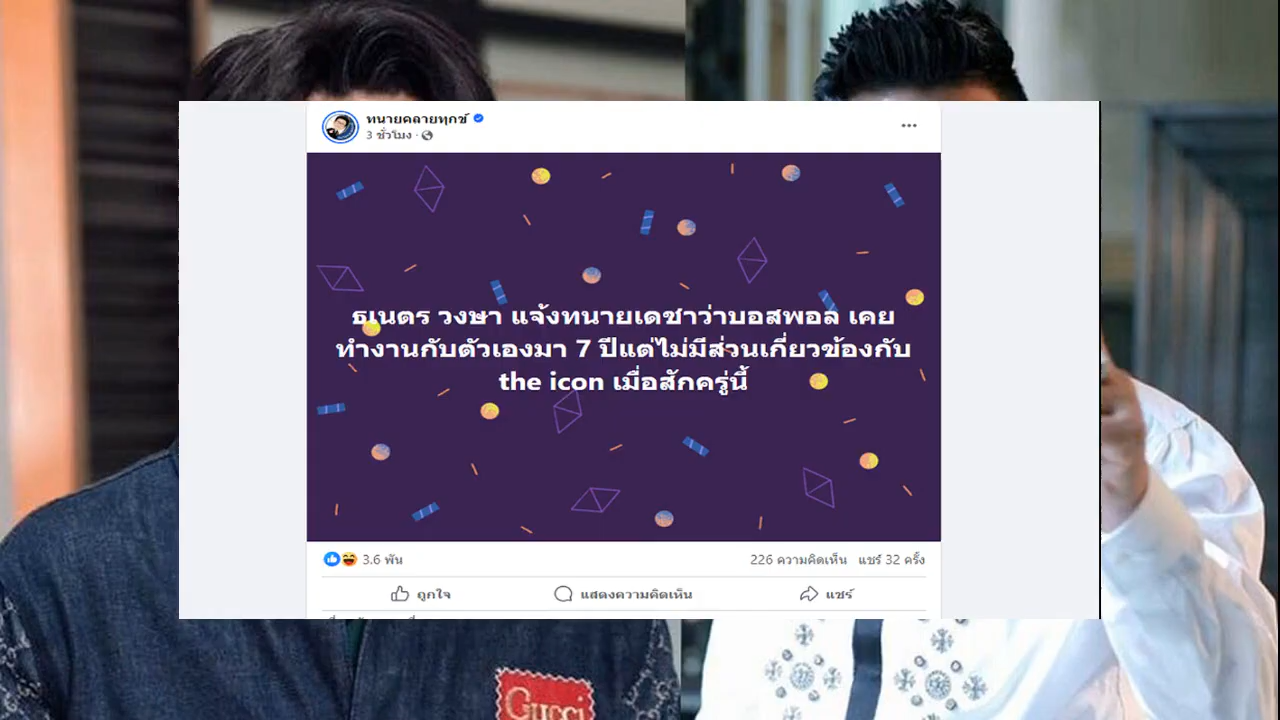 ทนายคลายทุกข์
3 ชั่วโมง ·
ธเนตร วงษา แจ้งทนายเดชาว่าบอสพอล เคย
ทำงานกับตัวเองมา 7 ปีแต่ไม่มีส่วนเกี่ยวข้องกับ
the icon เมื่อสักครู่นี้
3.6 พัน
226 ความคิดเห็น แชร์ 32 ครั้ง
ถูกใจ แสดงความคิดเห็น แชร์
Gucci